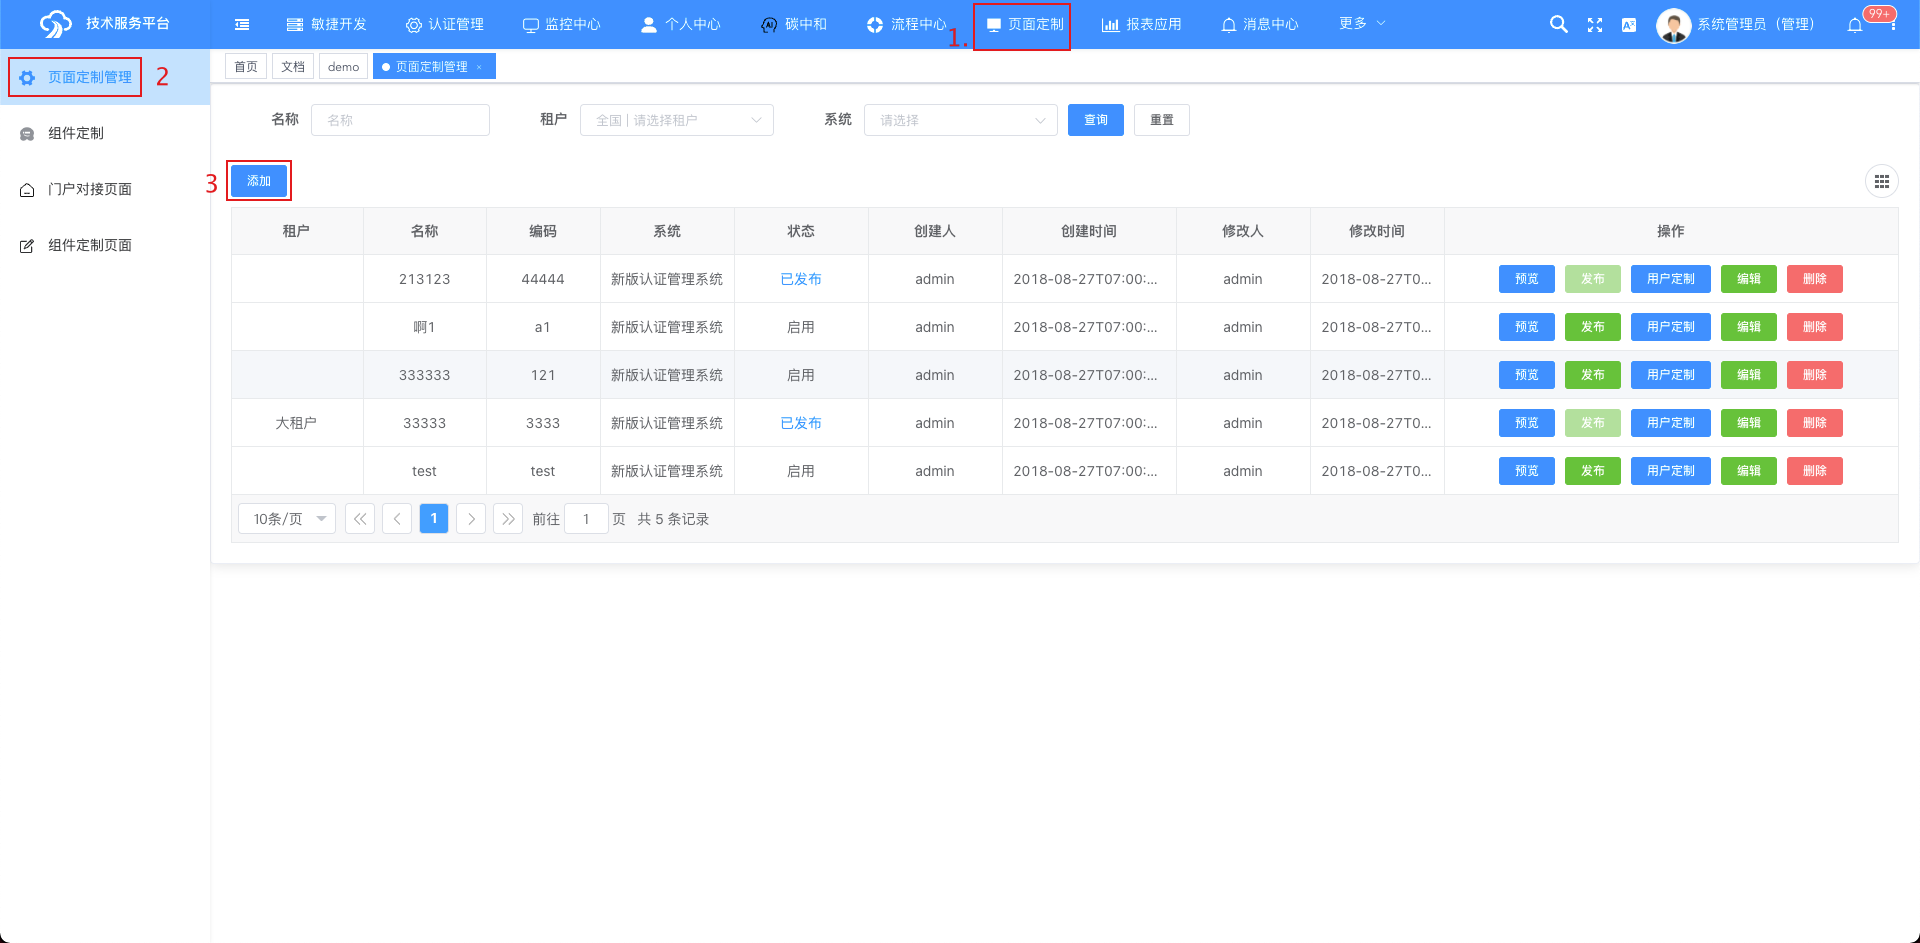 技术服务平台 敏捷开发 认证管理 监控中心 个人中心 碳中和 流程中心 1. 页面定制 报表应用 消息中心 更多 系统管理员（管理） 99+
页面定制管理 2
组件定制
门户对接页面
组件定制页面
首页 文档 demo 页面定制管理 ×
名称 名称 租户 全国 | 请选择租户 系统 请选择 查询 重置
3 添加
租户 名称 编码 系统 状态 创建人 创建时间 修改人 修改时间 操作
213123 44444 新版认证管理系统 已发布 admin 2018-08-27T07:00:... admin 2018-08-27T0... 预览 发布 用户定制 编辑 删除
啊1 a1 新版认证管理系统 启用 admin 2018-08-27T07:00:... admin 2018-08-27T0... 预览 发布 用户定制 编辑 删除
333333 121 新版认证管理系统 启用 admin 2018-08-27T07:00:... admin 2018-08-27T0... 预览 发布 用户定制 编辑 删除
大租户 33333 3333 新版认证管理系统 已发布 admin 2018-08-27T07:00:... admin 2018-08-27T0... 预览 发布 用户定制 编辑 删除
test test 新版认证管理系统 启用 admin 2018-08-27T07:00:... admin 2018-08-27T0... 预览 发布 用户定制 编辑 删除
10条/页 1 前往 1 页 共 5 条记录